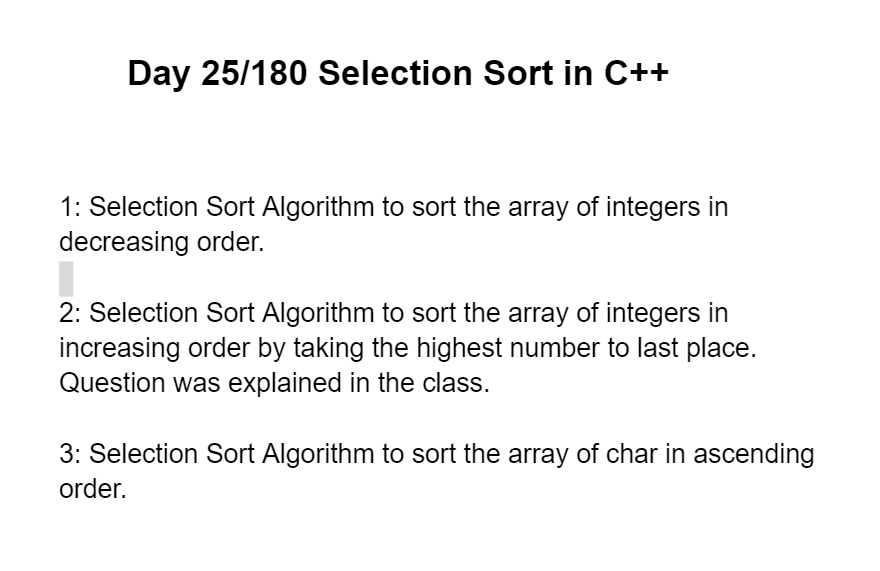 Day 25/180 Selection Sort in C++
1: Selection Sort Algorithm to sort the array of integers in
decreasing order.
2: Selection Sort Algorithm to sort the array of integers in
increasing order by taking the highest number to last place.
Question was explained in the class.
3: Selection Sort Algorithm to sort the array of char in ascending
order.